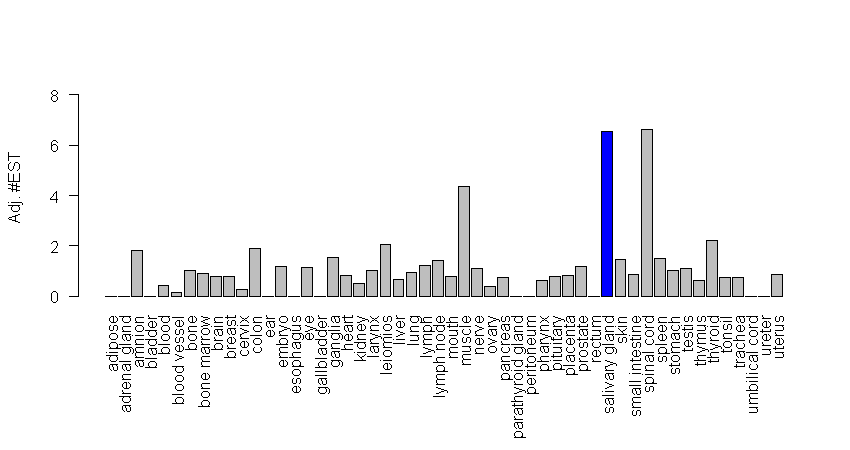 8
6
4
2
0
Adj. #EST
adipose
adrenal gland
amnion
bladder
blood
blood vessel
bone
bone marrow
brain
breast
cervix
colon
ear
embryo
esophagus
eye
gallbladder
ganglia
heart
kidney
larynx
leiomios
liver
lung
lymph
lymph node
mouth
muscle
nerve
ovary
pancreas
parathyroid gland
peritoneum
pharynx
pituitary
placenta
prostate
rectum
salivary gland
skin
small intestine
spinal cord
spleen
stomach
testis
thymus
thyroid
tonsil
trachea
umbilical cord
ureter
uterus